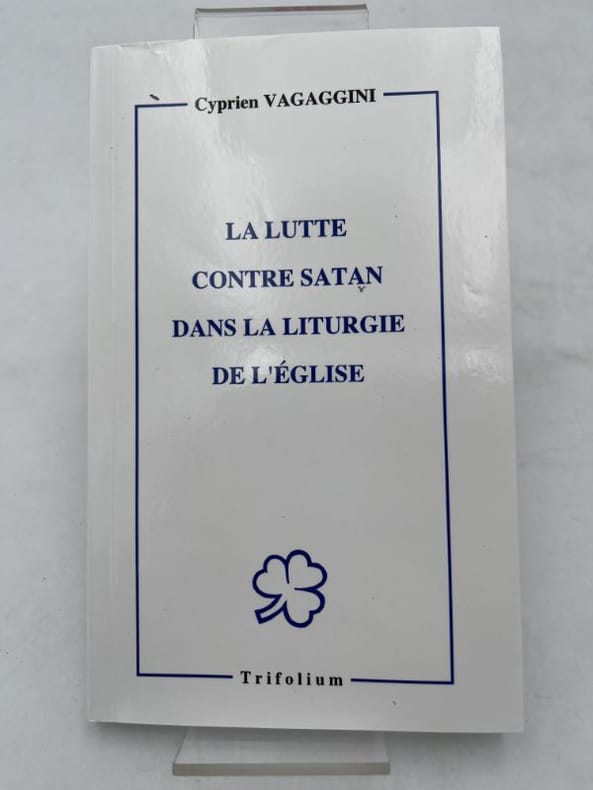 Cyprien VAGAGGINI
LA LUTTE
CONTRE SATAN
DANS LA LITURGIE
DE L'ÉGLISE
Trifolium